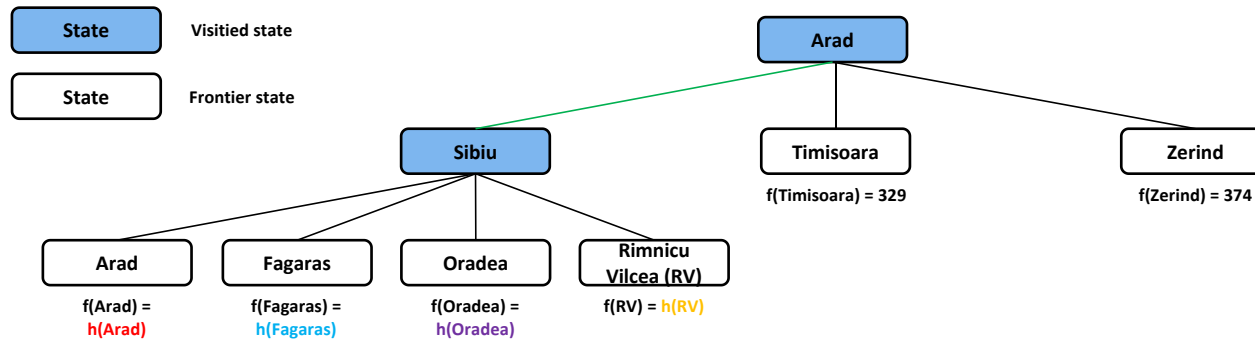 State
Visitied state
Arad
State
Frontier state
Sibiu
Timisoara
Zerind
f(Timisoara) = 329
f(Zerind) = 374
Arad
Fagaras
Oradea
Rimnicu
Vilcea (RV)
f(Arad) =
h(Arad)
f(Fagaras) =
h(Fagaras)
f(Oradea) =
h(Oradea)
f(RV) = h(RV)